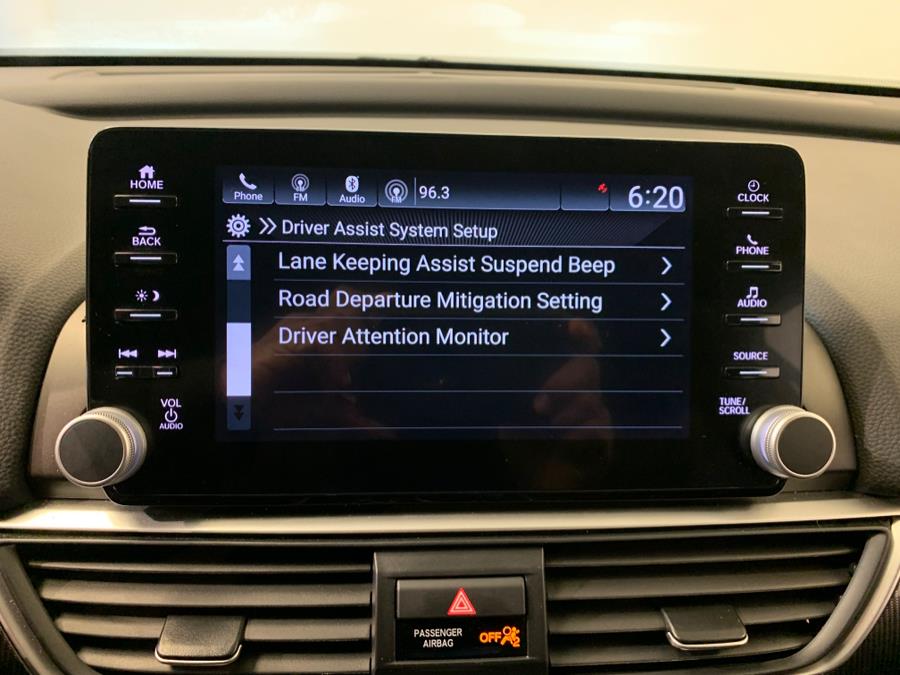 HOME
BACK
VOL
AUDIO
Phone
FM
Audio
FM
96.3
6:20
Driver Assist System Setup
Lane Keeping Assist Suspend Beep
Road Departure Mitigation Setting
Driver Attention Monitor
CLOCK
PHONE
AUDIO
SOURCE
TUNE/
SCROLL
PASSENGER
AIRBAG
OFF